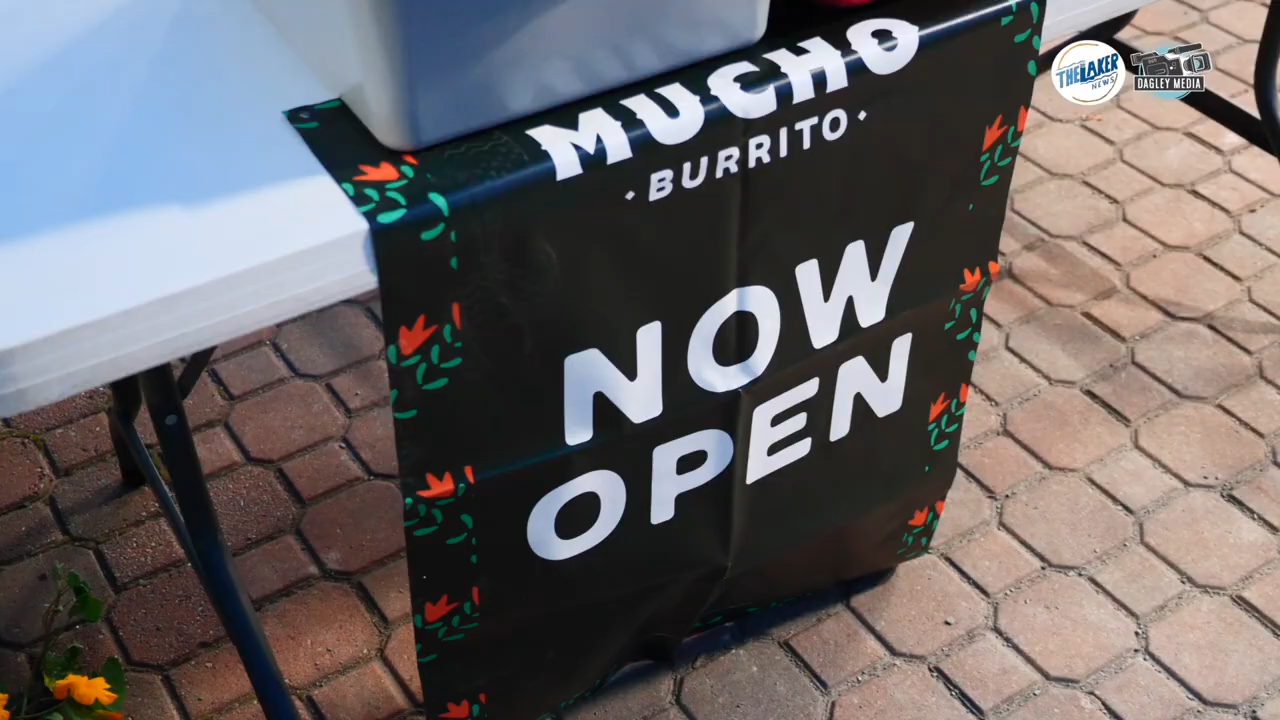 MUCHO
BURRITO
NOW
OPEN
THE LAKER
NEWS
DAGLEY MEDIA